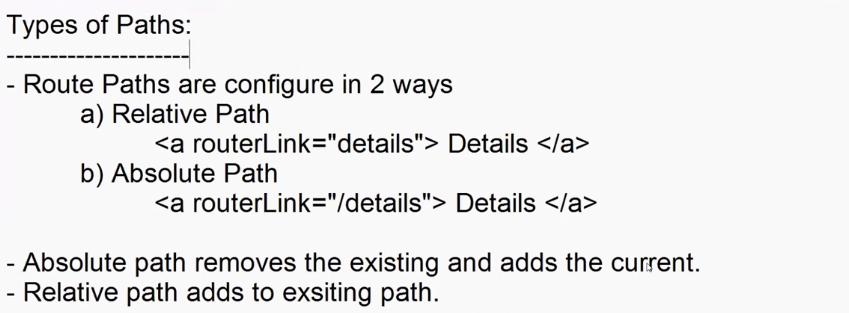 Types of Paths:
---------------------
- Route Paths are configure in 2 ways
a) Relative Path
<a routerLink="details"> Details </a>
b) Absolute Path
<a routerLink="/details"> Details </a>
- Absolute path removes the existing and adds the current.
- Relative path adds to exsiting path.